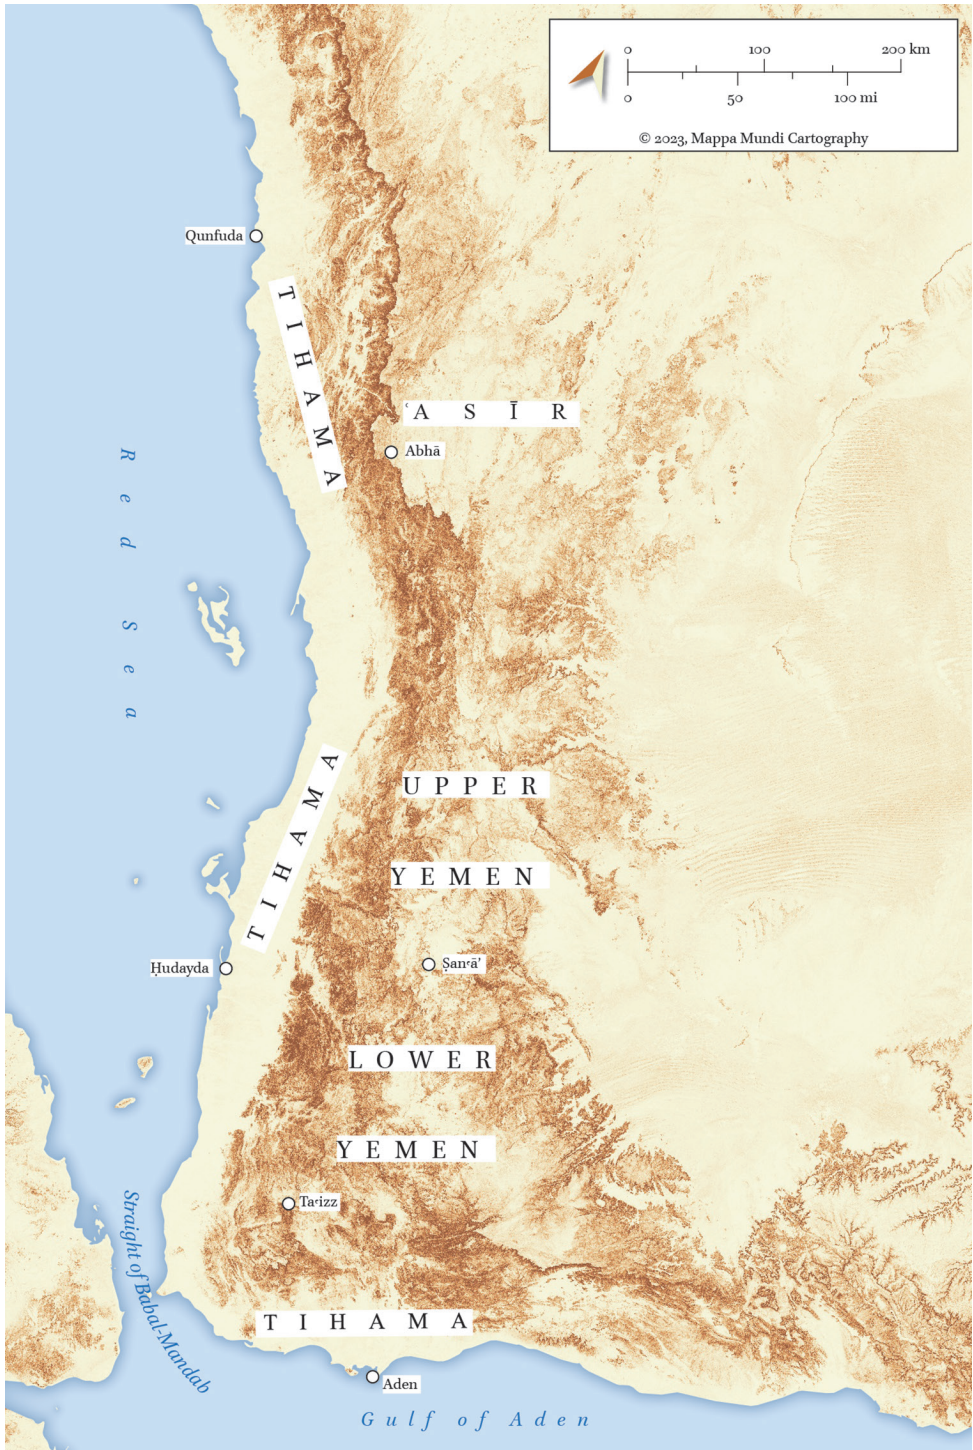 0 100 200 km
0 50 100 mi
© 2023, Mappa Mundi Cartography
Qunfuda
TIHAMA
ʿASĪR
Abhā
Red Sea
UPPER
YEMEN
TIHAMA
Ḥudayda
Ṣanʿāʾ
LOWER
YEMEN
Taʿizz
Straight of Babal-Mandab
TIHAMA
Aden
Gulf of Aden